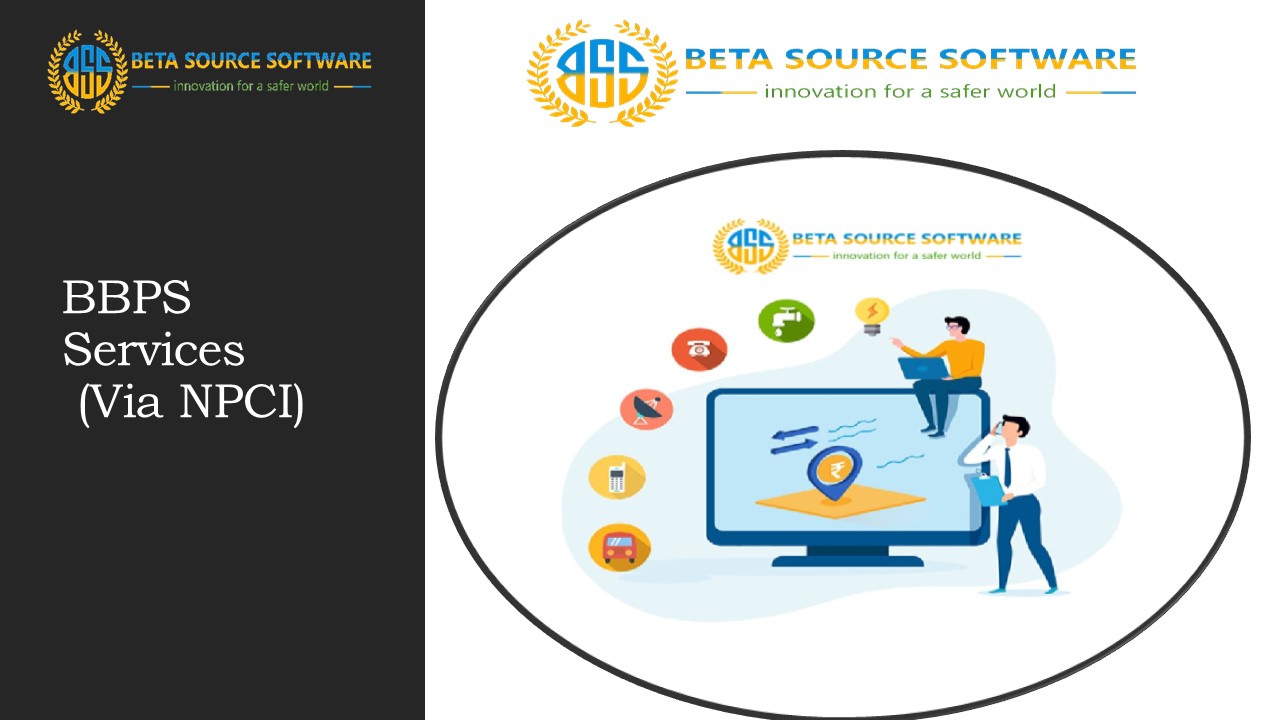 BSS
BETA SOURCE SOFTWARE
innovation for a safer world
BBPS
Services
(Via NPCI)
BSS
BETA SOURCE SOFTWARE
innovation for a safer world
BSS
BETA SOURCE SOFTWARE
innovation for a safer world
₹